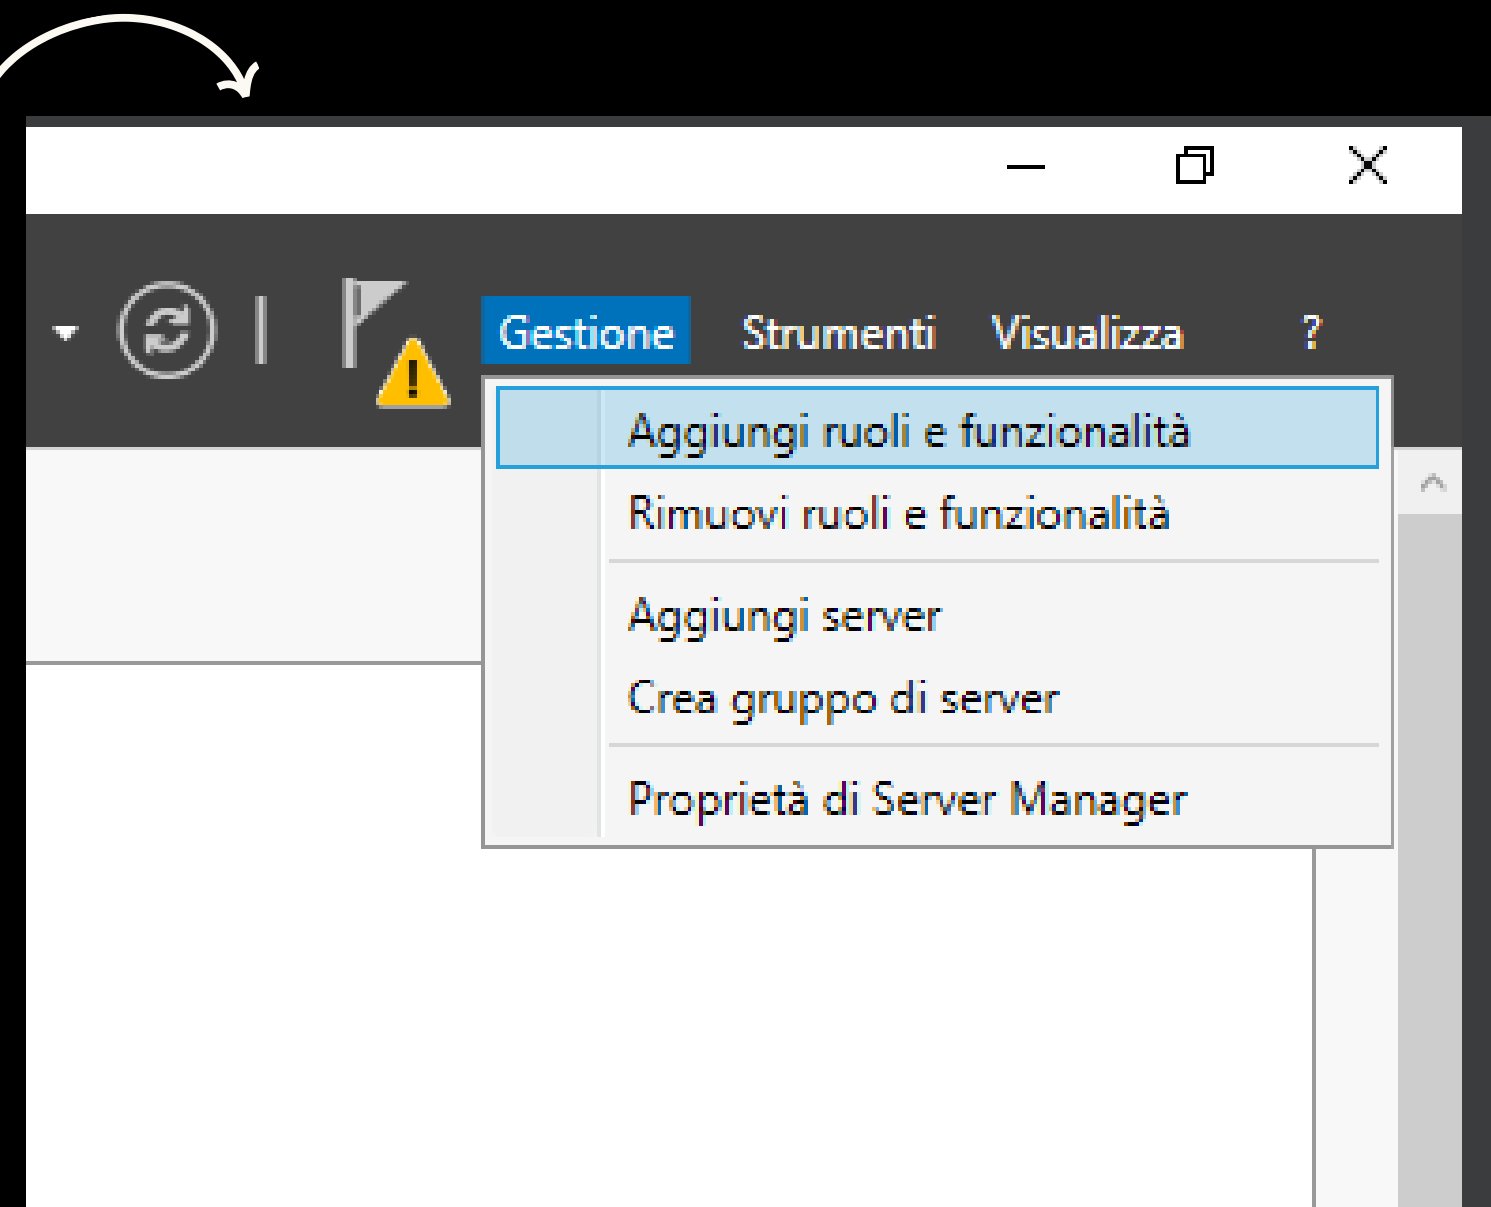 Gestione Strumenti Visualizza ?
Aggiungi ruoli e funzionalità
Rimuovi ruoli e funzionalità
Aggiungi server
Crea gruppo di server
Proprietà di Server Manager